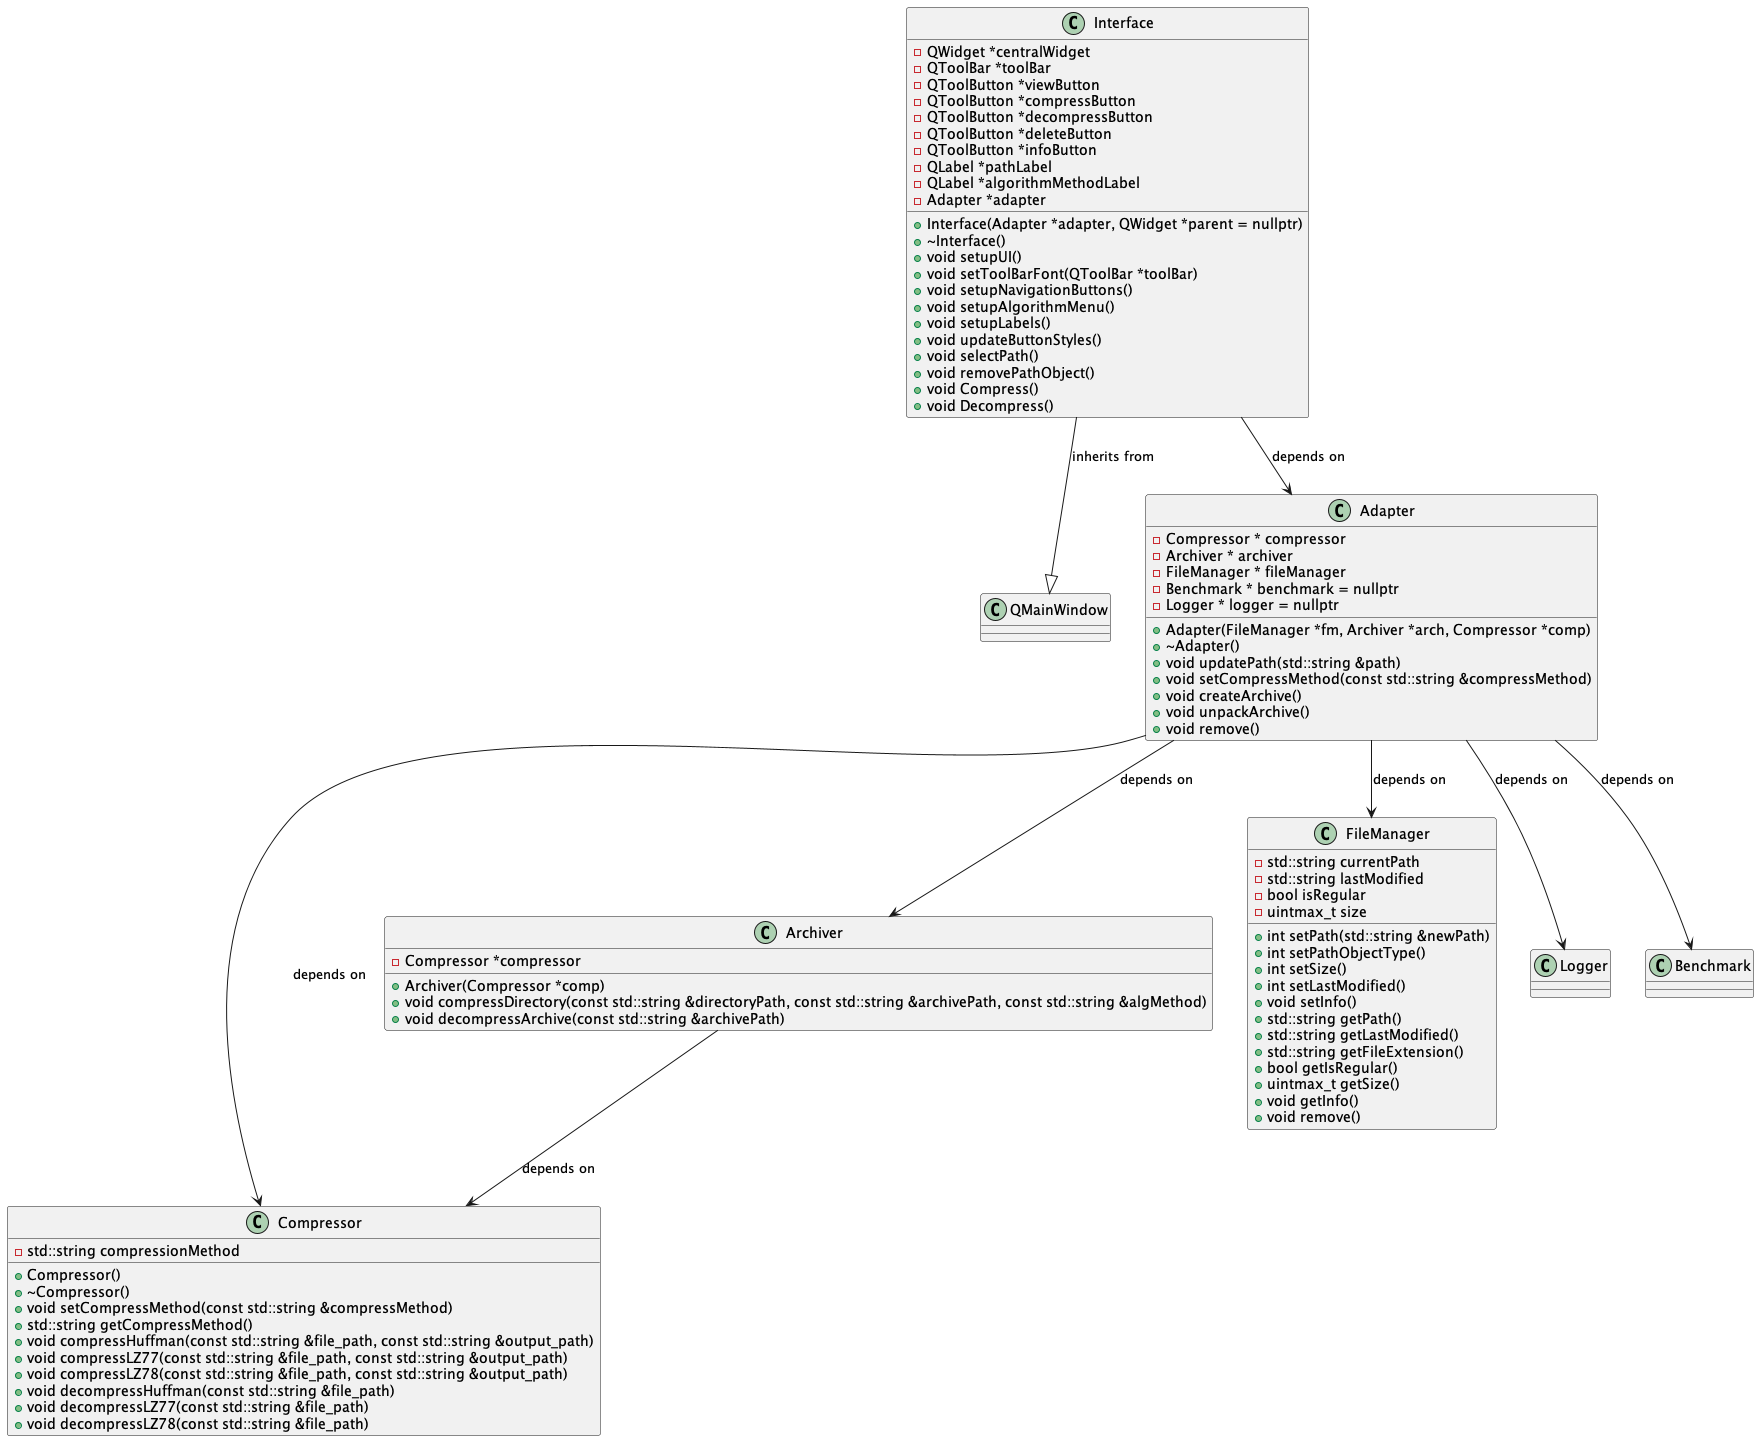 C Interface
QWidget *centralWidget
QToolBar *toolBar
QToolButton *viewButton
QToolButton *compressButton
QToolButton *decompressButton
QToolButton *deleteButton
QToolButton *infoButton
QLabel *pathLabel
QLabel *algorithmMethodLabel
Adapter *adapter
Interface(Adapter *adapter, QWidget *parent = nullptr)
~Interface()
void setupUI()
void setToolBarFont(QToolBar *toolBar)
void setupNavigationButtons()
void setupAlgorithmMenu()
void setupLabels()
void updateButtonStyles()
void selectPath()
void removePathObject()
void Compress()
void Decompress()
inherits from
depends on
C Adapter
Compressor * compressor
Archiver * archiver
FileManager * fileManager
Benchmark * benchmark = nullptr
Logger * logger = nullptr
Adapter(FileManager *fm, Archiver *arch, Compressor *comp)
~Adapter()
void updatePath(std::string &path)
void setCompressMethod(const std::string &compressMethod)
void createArchive()
void unpackArchive()
void remove()
C QMainWindow
depends on
depends on
depends on
depends on
C FileManager
std::string currentPath
std::string lastModified
bool isRegular
uintmax_t size
int setPath(std::string &newPath)
int setPathObjectType()
int setSize()
int setLastModified()
void setInfo()
std::string getPath()
std::string getLastModified()
std::string getFileExtension()
bool getIsRegular()
uintmax_t getSize()
void getInfo()
void remove()
C Archiver
Compressor *compressor
Archiver(Compressor *comp)
void compressDirectory(const std::string &directoryPath, const std::string &archivePath, const std::string &algMethod)
void decompressArchive(const std::string &archivePath)
C Logger
C Benchmark
depends on
depends on
C Compressor
std::string compressionMethod
Compressor()
~Compressor()
void setCompressMethod(const std::string &compressMethod)
std::string getCompressMethod()
void compressHuffman(const std::string &file_path, const std::string &output_path)
void compressLZ77(const std::string &file_path, const std::string &output_path)
void compressLZ78(const std::string &file_path, const std::string &output_path)
void decompressHuffman(const std::string &file_path)
void decompressLZ77(const std::string &file_path)
void decompressLZ78(const std::string &file_path)